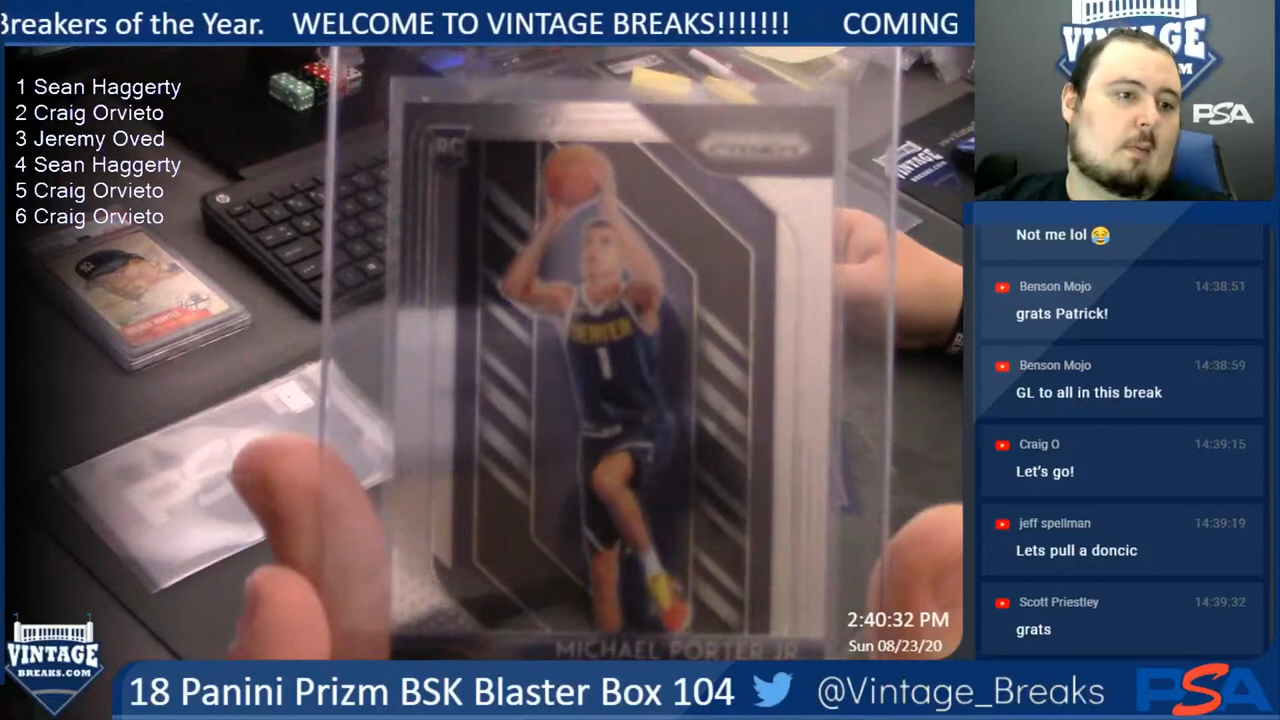 Breakers of the Year. WELCOME TO VINTAGE BREAKS!!!!!!! COMING
1 Sean Haggerty
2 Craig Orvieto
3 Jeremy Oved
4 Sean Haggerty
5 Craig Orvieto
6 Craig Orvieto
RC
PRIZM
DENVER
1
MICHAEL PORTER JR
hp
VINTAGE
BREAKS.COM
VINTAGE
M
PSA
Not me lol 😂
Benson Mojo 14:38:51
grats Patrick!
Benson Mojo 14:38:59
GL to all in this break
Craig O 14:39:15
Let's go!
jeff spellman 14:39:19
Lets pull a doncic
Scott Priestley 14:39:32
grats
2:40:32 PM
Sun 08/23/20
VINTAGE
BREAKS.COM
18 Panini Prizm BSK Blaster Box 104 @Vintage_Breaks PSA